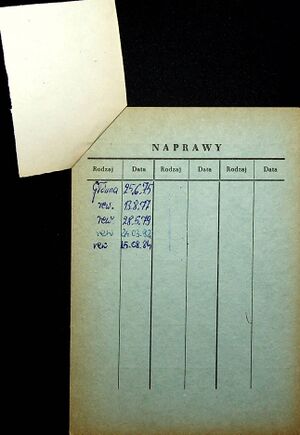 NAPRAWY
Rodzaj Data Rodzaj Data Rodzaj Data
główna 25.6.75
rew. 13.8.77
rew. 28.5.79
rew 24.03.82
rew 25.08.84